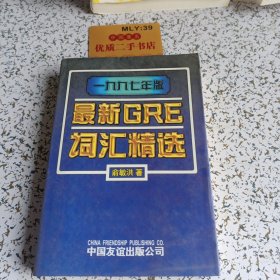 MLY:39
优质二手书店
一九九七年版
最新GRE
词汇精选
俞敏洪 著
CHINA FRIENDSHIP PUBLISHING CO.
中国友谊出版公司